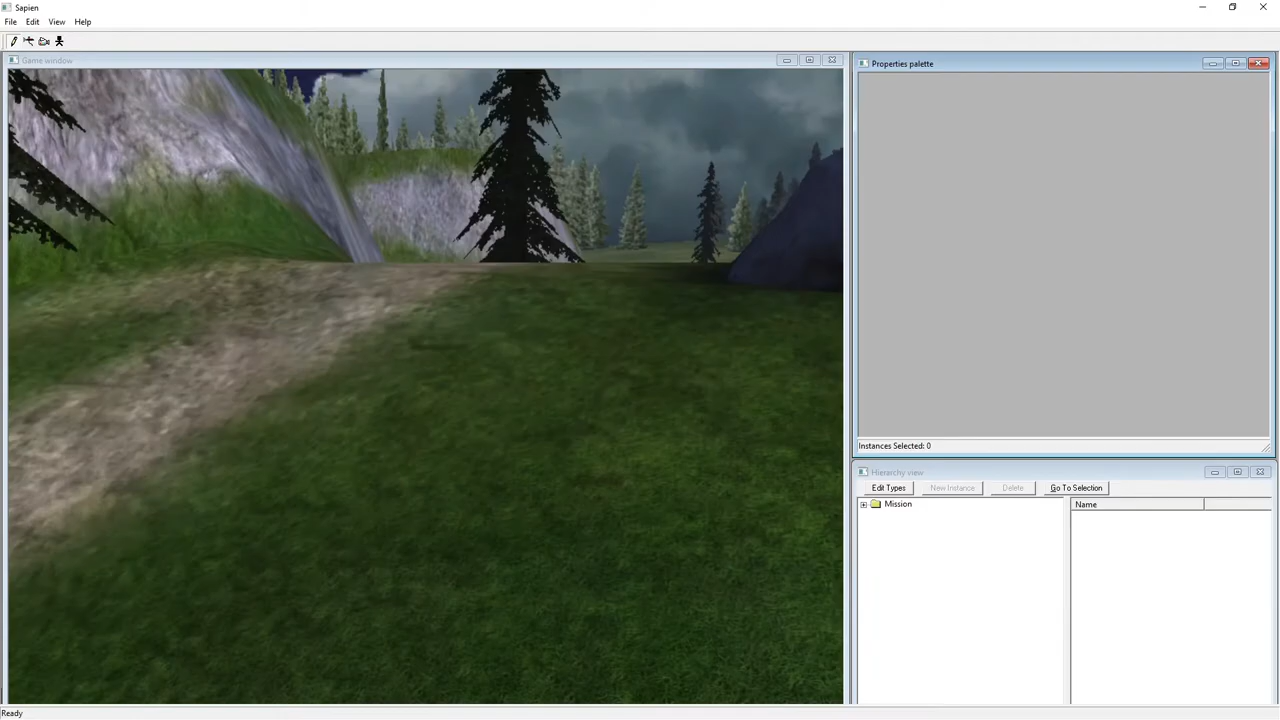 Sapien
File Edit View Help
Game window
Properties palette
Instances Selected: 0
Hierarchy view
Edit Types New Instance Delete Go To Selection
Mission
Name
Ready